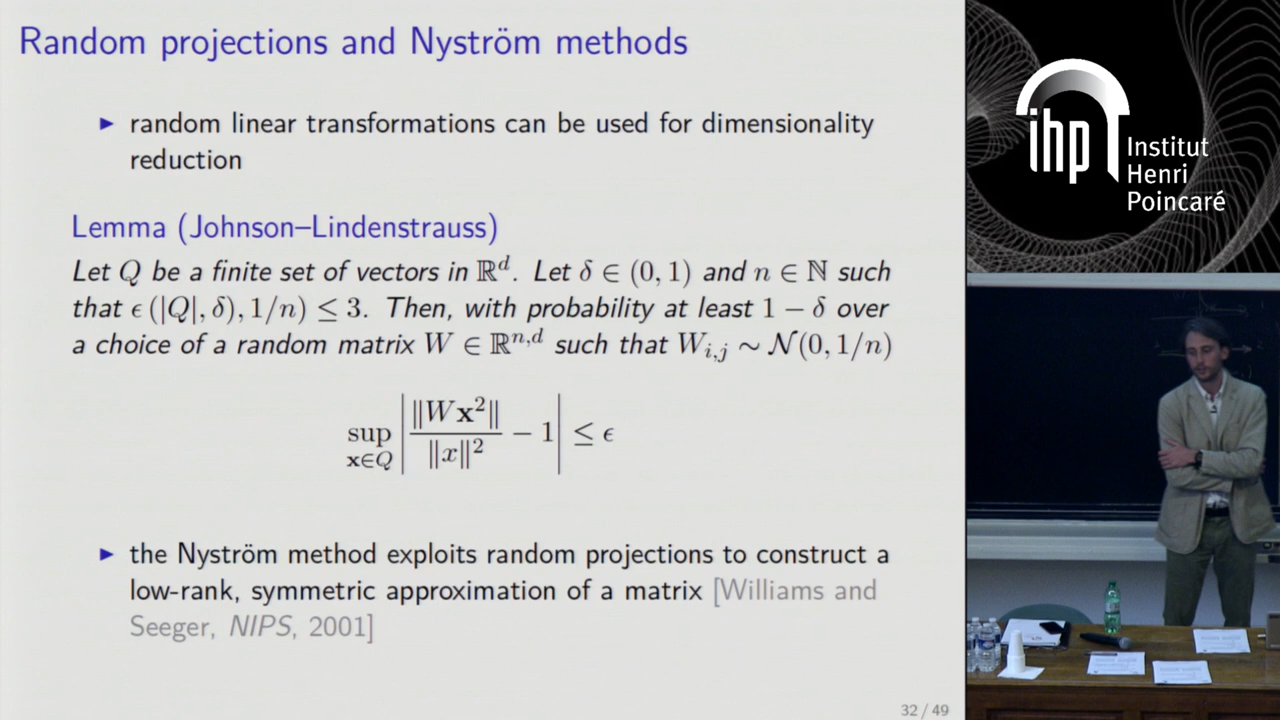 Random projections and Nyström methods
▶ random linear transformations can be used for dimensionality
reduction
Lemma (Johnson–Lindenstrauss)
Let Q be a finite set of vectors in ℝ^d. Let δ ∈ (0, 1) and n ∈ ℕ such
that ϵ (|Q|, δ), 1/n) ≤ 3. Then, with probability at least 1 − δ over
a choice of a random matrix W ∈ ℝ^{n,d} such that W_{i,j} ∼ 𝒩(0, 1/n)
sup_{x∈Q} | ‖Wx²‖ / ‖x‖² − 1 | ≤ ϵ
▶ the Nyström method exploits random projections to construct a
low-rank, symmetric approximation of a matrix [Williams and
Seeger, NIPS, 2001]
32 / 49
ihp
Institut
Henri
Poincaré